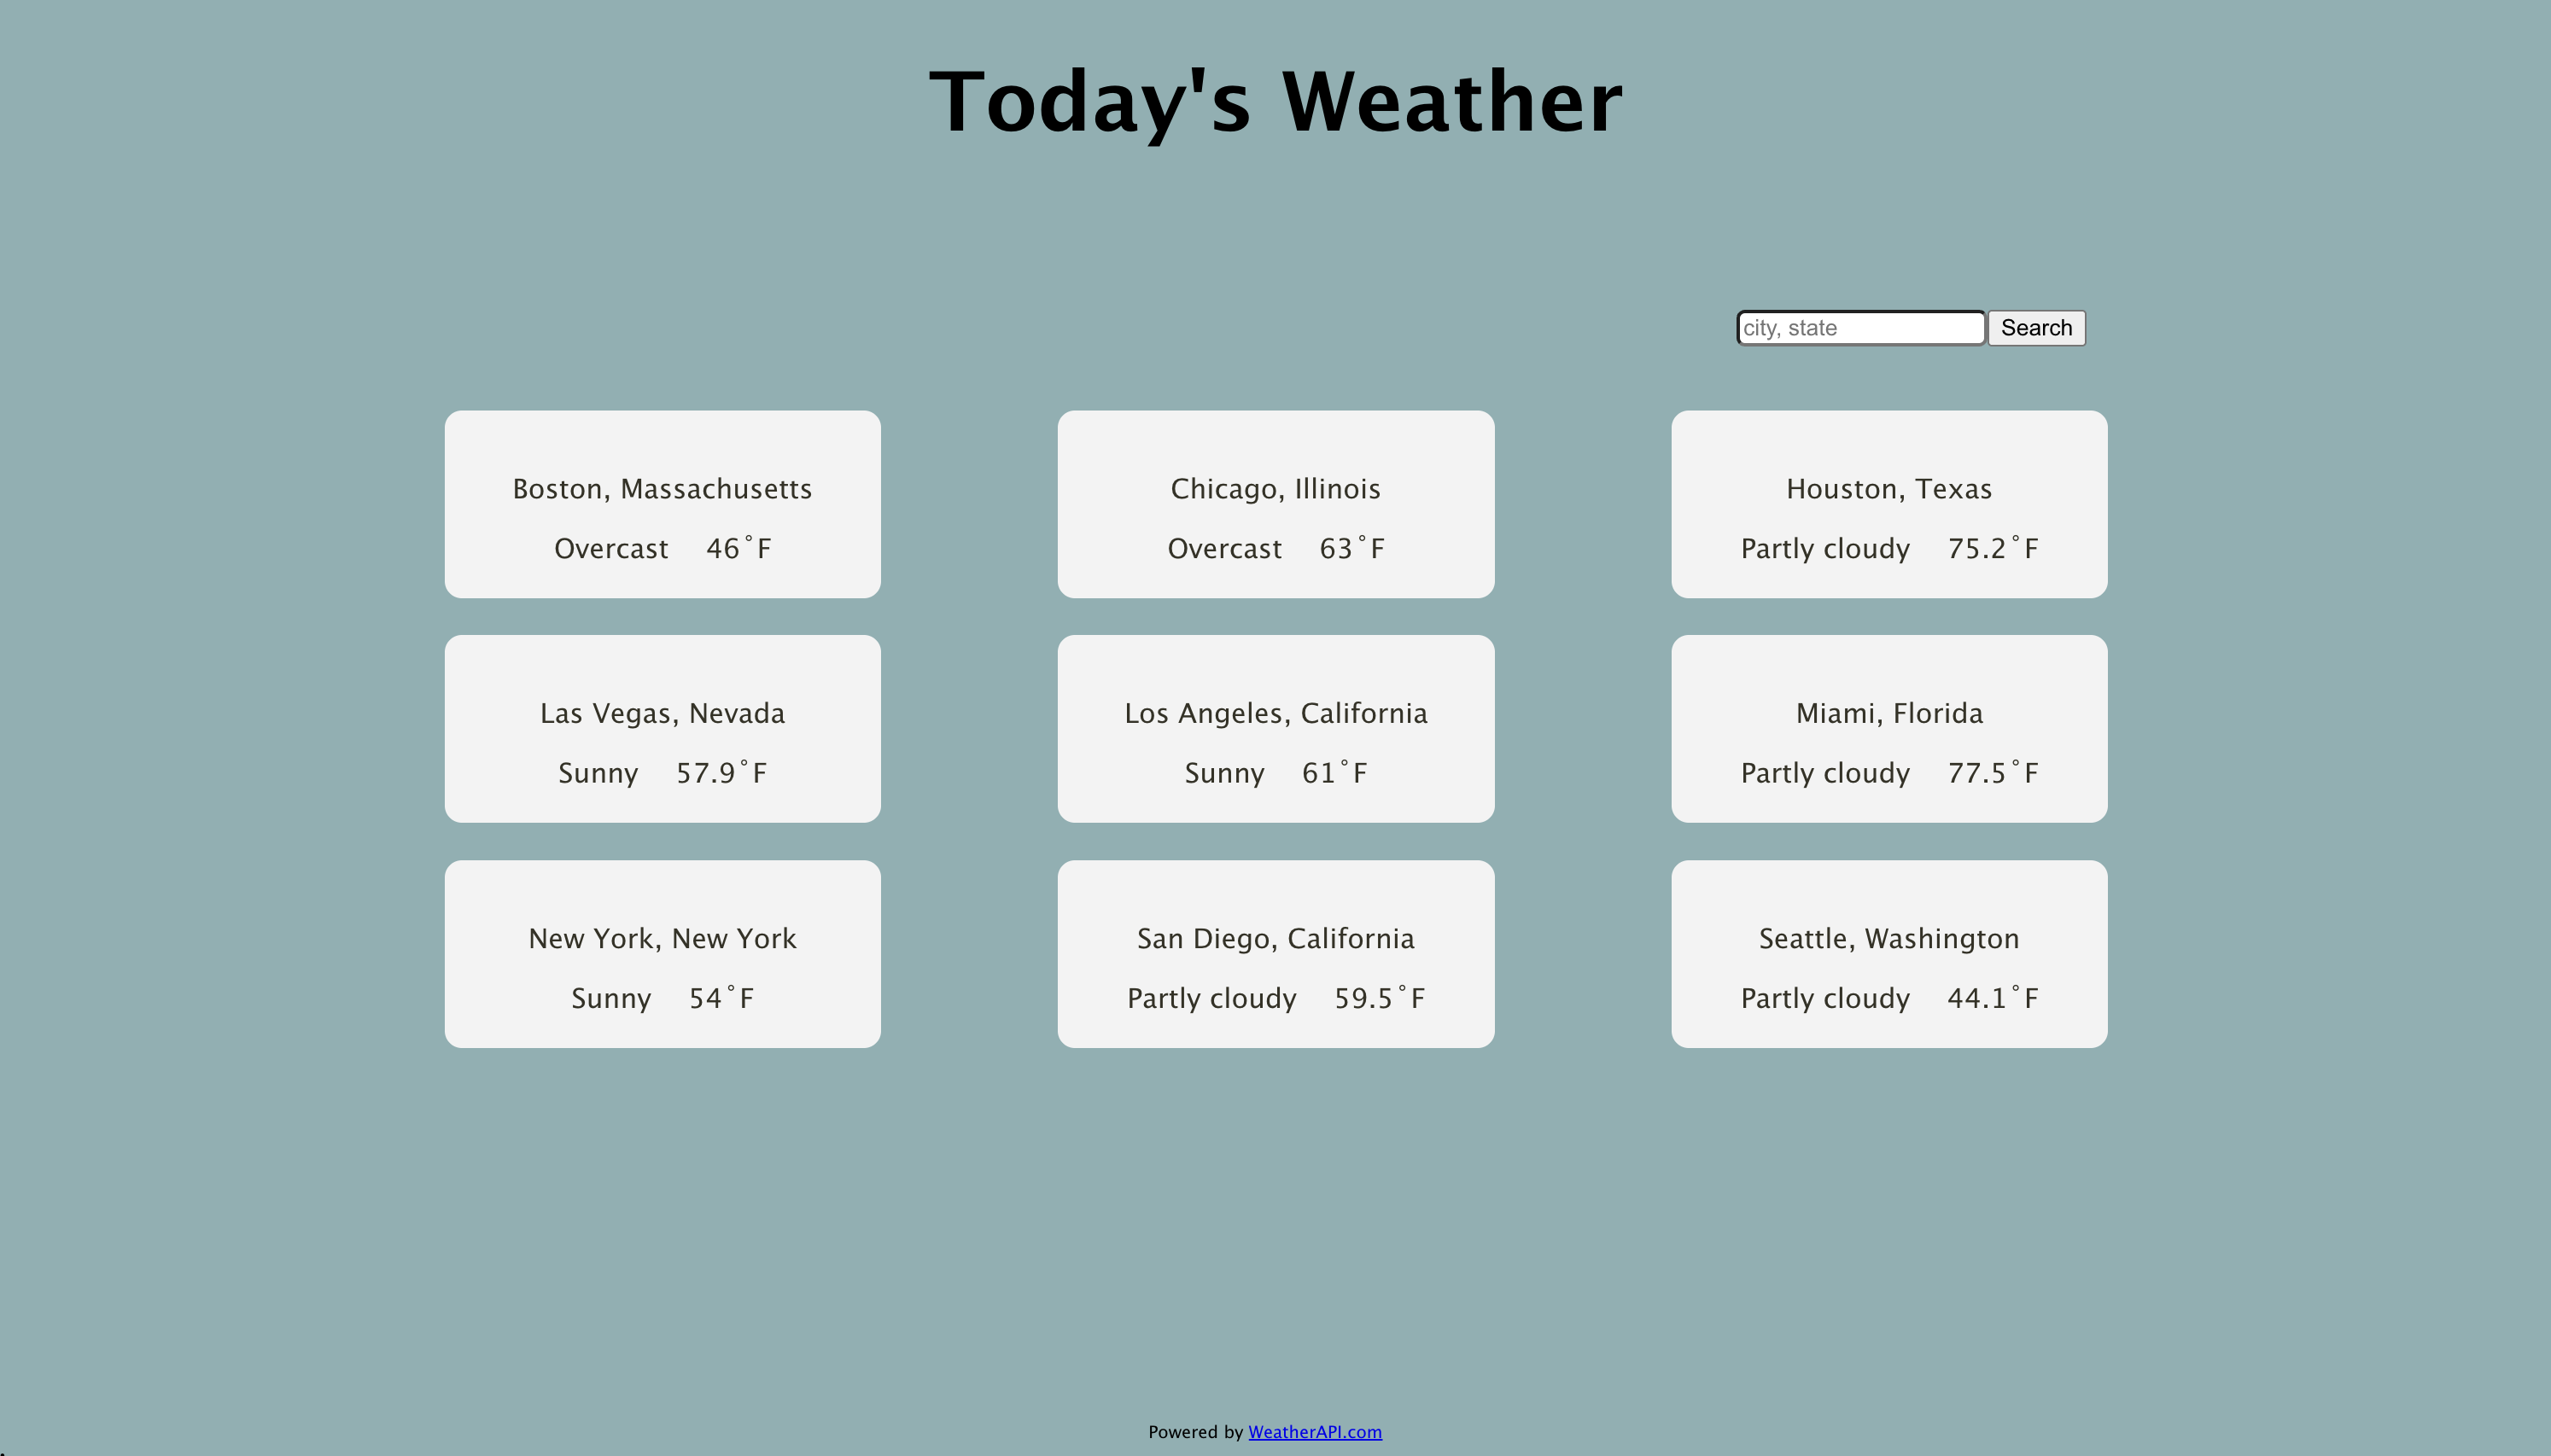 Today's Weather
city, state Search
Boston, Massachusetts
Overcast 46°F
Chicago, Illinois
Overcast 63°F
Houston, Texas
Partly cloudy 75.2°F
Las Vegas, Nevada
Sunny 57.9°F
Los Angeles, California
Sunny 61°F
Miami, Florida
Partly cloudy 77.5°F
New York, New York
Sunny 54°F
San Diego, California
Partly cloudy 59.5°F
Seattle, Washington
Partly cloudy 44.1°F
Powered by WeatherAPI.com